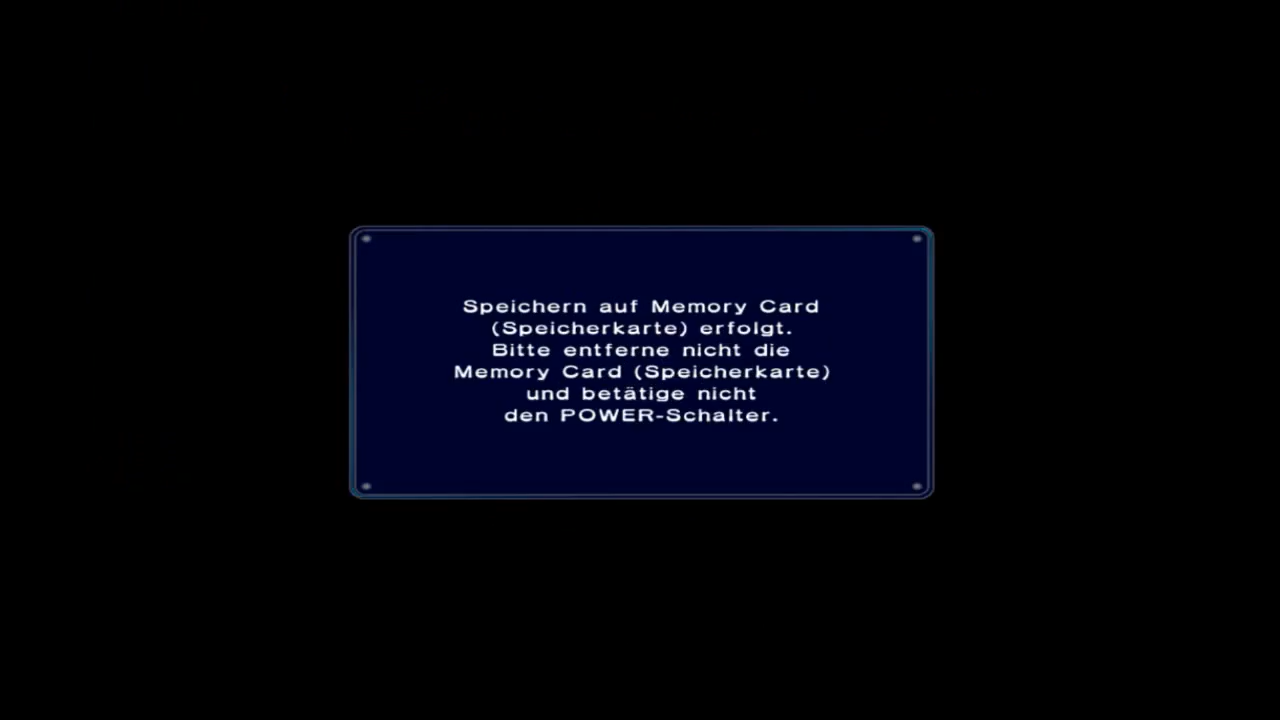 Speichern auf Memory Card
(Speicherkarte) erfolgt.
Bitte entferne nicht die
Memory Card (Speicherkarte)
und betätige nicht
den POWER-Schalter.